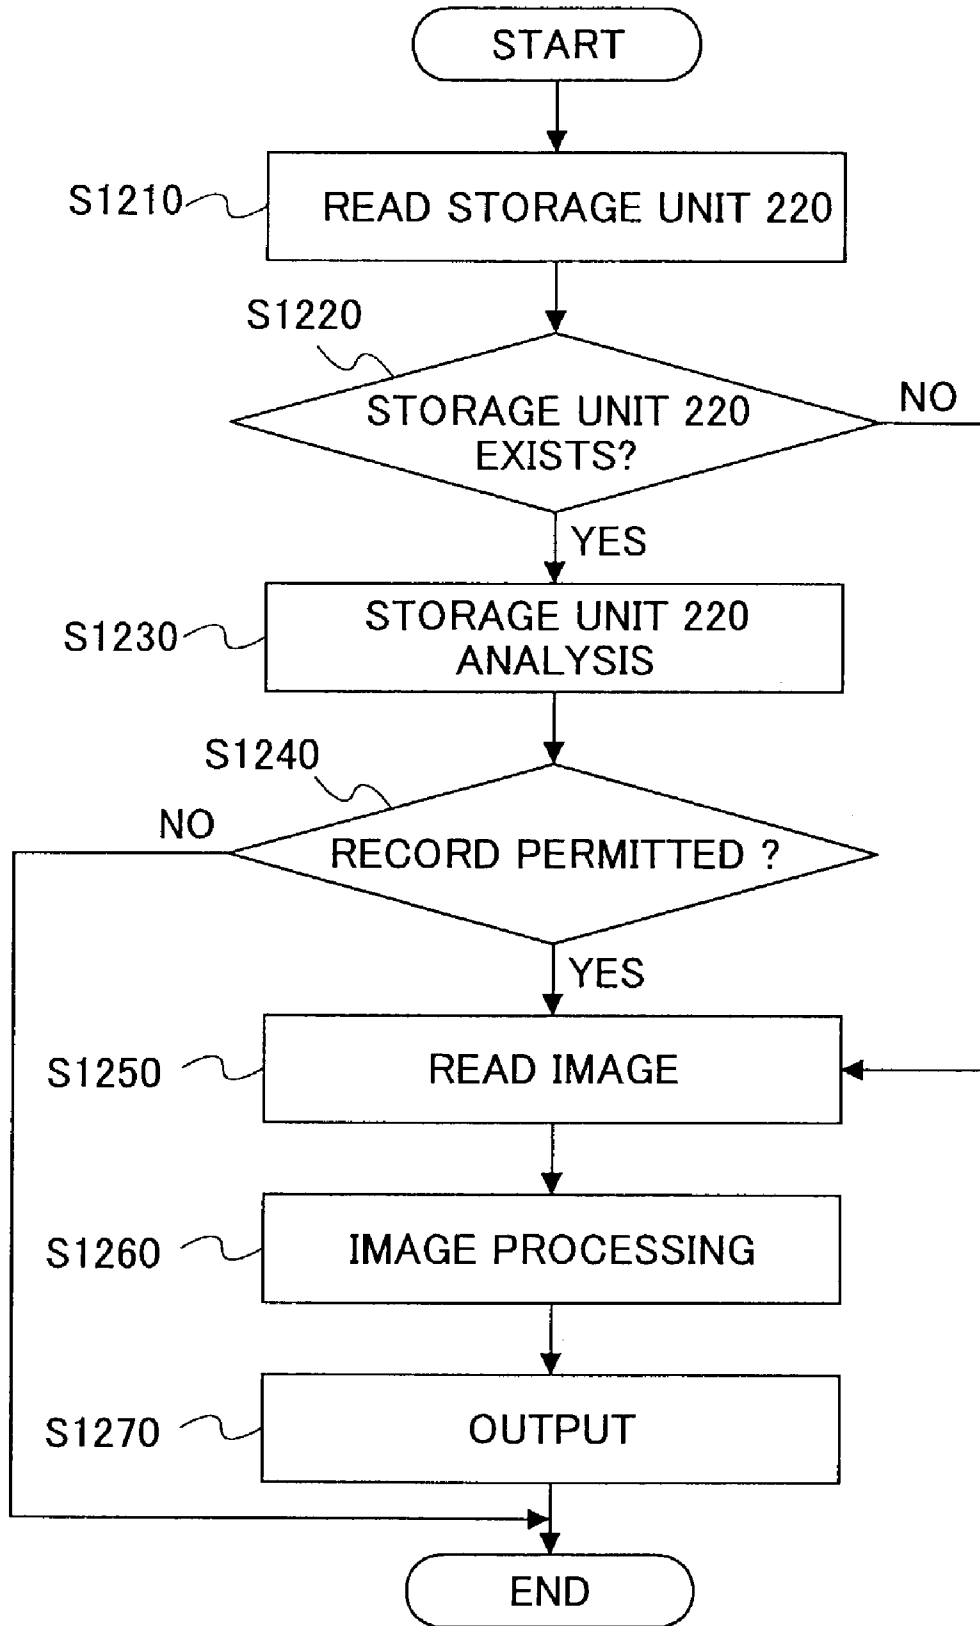 START
S1210
READ STORAGE UNIT 220
S1220
STORAGE UNIT 220
EXISTS?
NO
YES
S1230
STORAGE UNIT 220
ANALYSIS
S1240
NO
RECORD PERMITTED ?
YES
S1250
READ IMAGE
S1260
IMAGE PROCESSING
S1270
OUTPUT
END